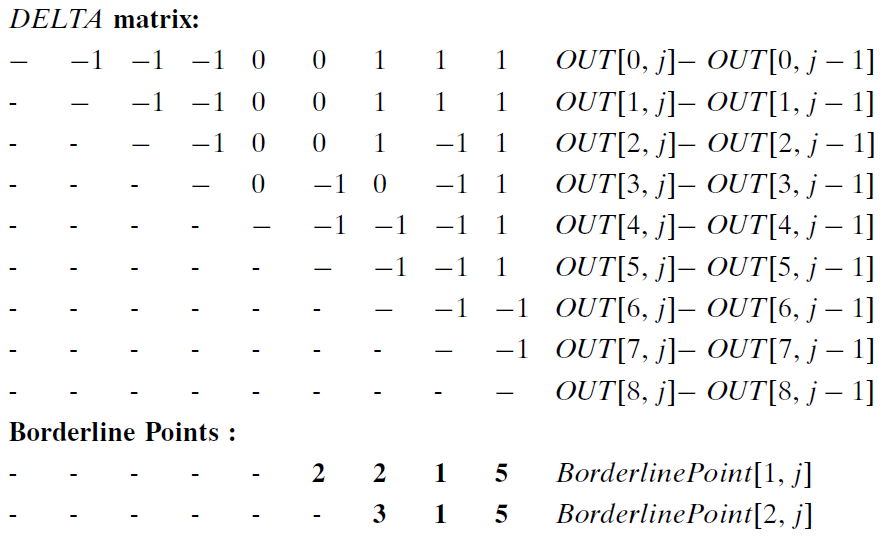 DELTA matrix:
– −1 −1 −1 0 0 1 1 1 OUT[0, j]− OUT[0, j − 1]
- – −1 −1 0 0 1 1 1 OUT[1, j]− OUT[1, j − 1]
- - – −1 0 0 1 −1 1 OUT[2, j]− OUT[2, j − 1]
- - - – 0 −1 0 −1 1 OUT[3, j]− OUT[3, j − 1]
- - - - – −1 −1 −1 1 OUT[4, j]− OUT[4, j − 1]
- - - - - – −1 −1 1 OUT[5, j]− OUT[5, j − 1]
- - - - - - – −1 −1 OUT[6, j]− OUT[6, j − 1]
- - - - - - - – −1 OUT[7, j]− OUT[7, j − 1]
- - - - - - - - – OUT[8, j]− OUT[8, j − 1]
Borderline Points :
- - - - - 2 2 1 5 BorderlinePoint[1, j]
- - - - - - 3 1 5 BorderlinePoint[2, j]